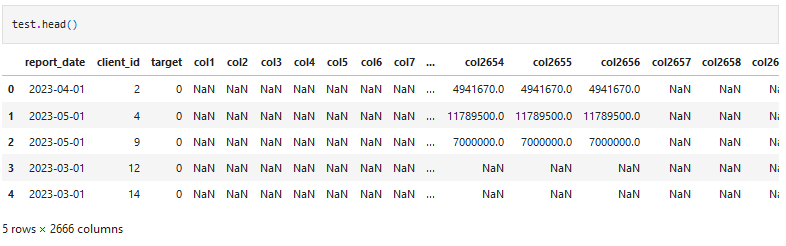 test.head()
report_date client_id target col1 col2 col3 col4 col5 col6 col7 ... col2654 col2655 col2656 col2657 col2658
0 2023-04-01 2 0 NaN NaN NaN NaN NaN NaN NaN ... 4941670.0 4941670.0 4941670.0 NaN NaN
1 2023-05-01 4 0 NaN NaN NaN NaN NaN NaN NaN ... 11789500.0 11789500.0 11789500.0 NaN NaN
2 2023-05-01 9 0 NaN NaN NaN NaN NaN NaN NaN ... 7000000.0 7000000.0 7000000.0 NaN NaN
3 2023-03-01 12 0 NaN NaN NaN NaN NaN NaN NaN ... NaN NaN NaN NaN NaN
4 2023-03-01 14 0 NaN NaN NaN NaN NaN NaN NaN ... NaN NaN NaN NaN NaN
5 rows × 2666 columns